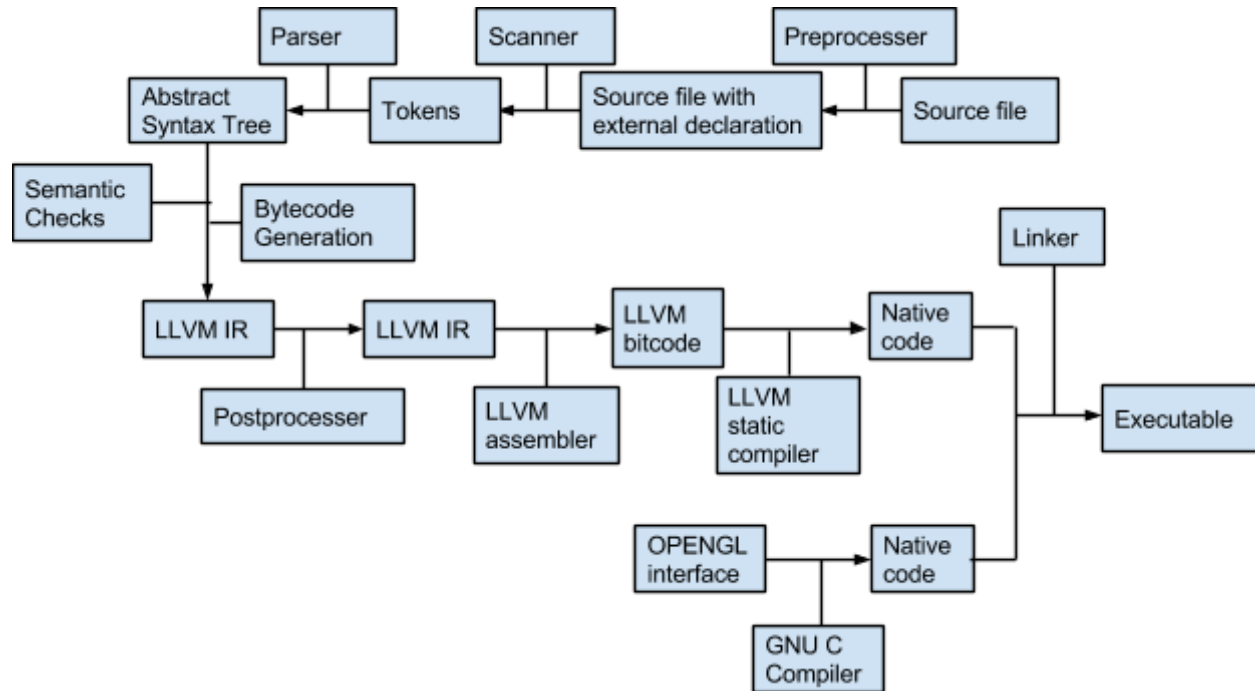 Parser
Scanner
Preprocesser
Abstract
Syntax Tree
Tokens
Source file with
external declaration
Source file
Semantic
Checks
Bytecode
Generation
Linker
LLVM IR
LLVM IR
LLVM
bitcode
Native
code
Postprocesser
LLVM
assembler
LLVM
static
compiler
Executable
OPENGL
interface
Native
code
GNU C
Compiler